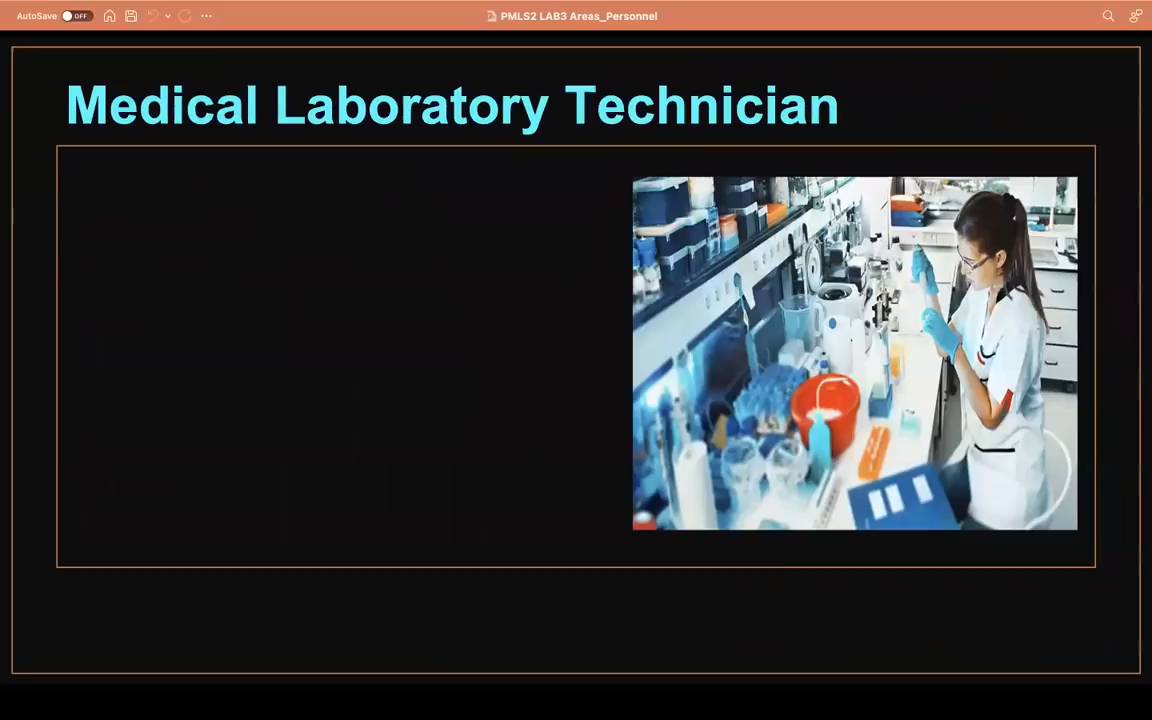 AutoSave OFF
PMLS2 LAB3 Areas_Personnel
Medical Laboratory Technician